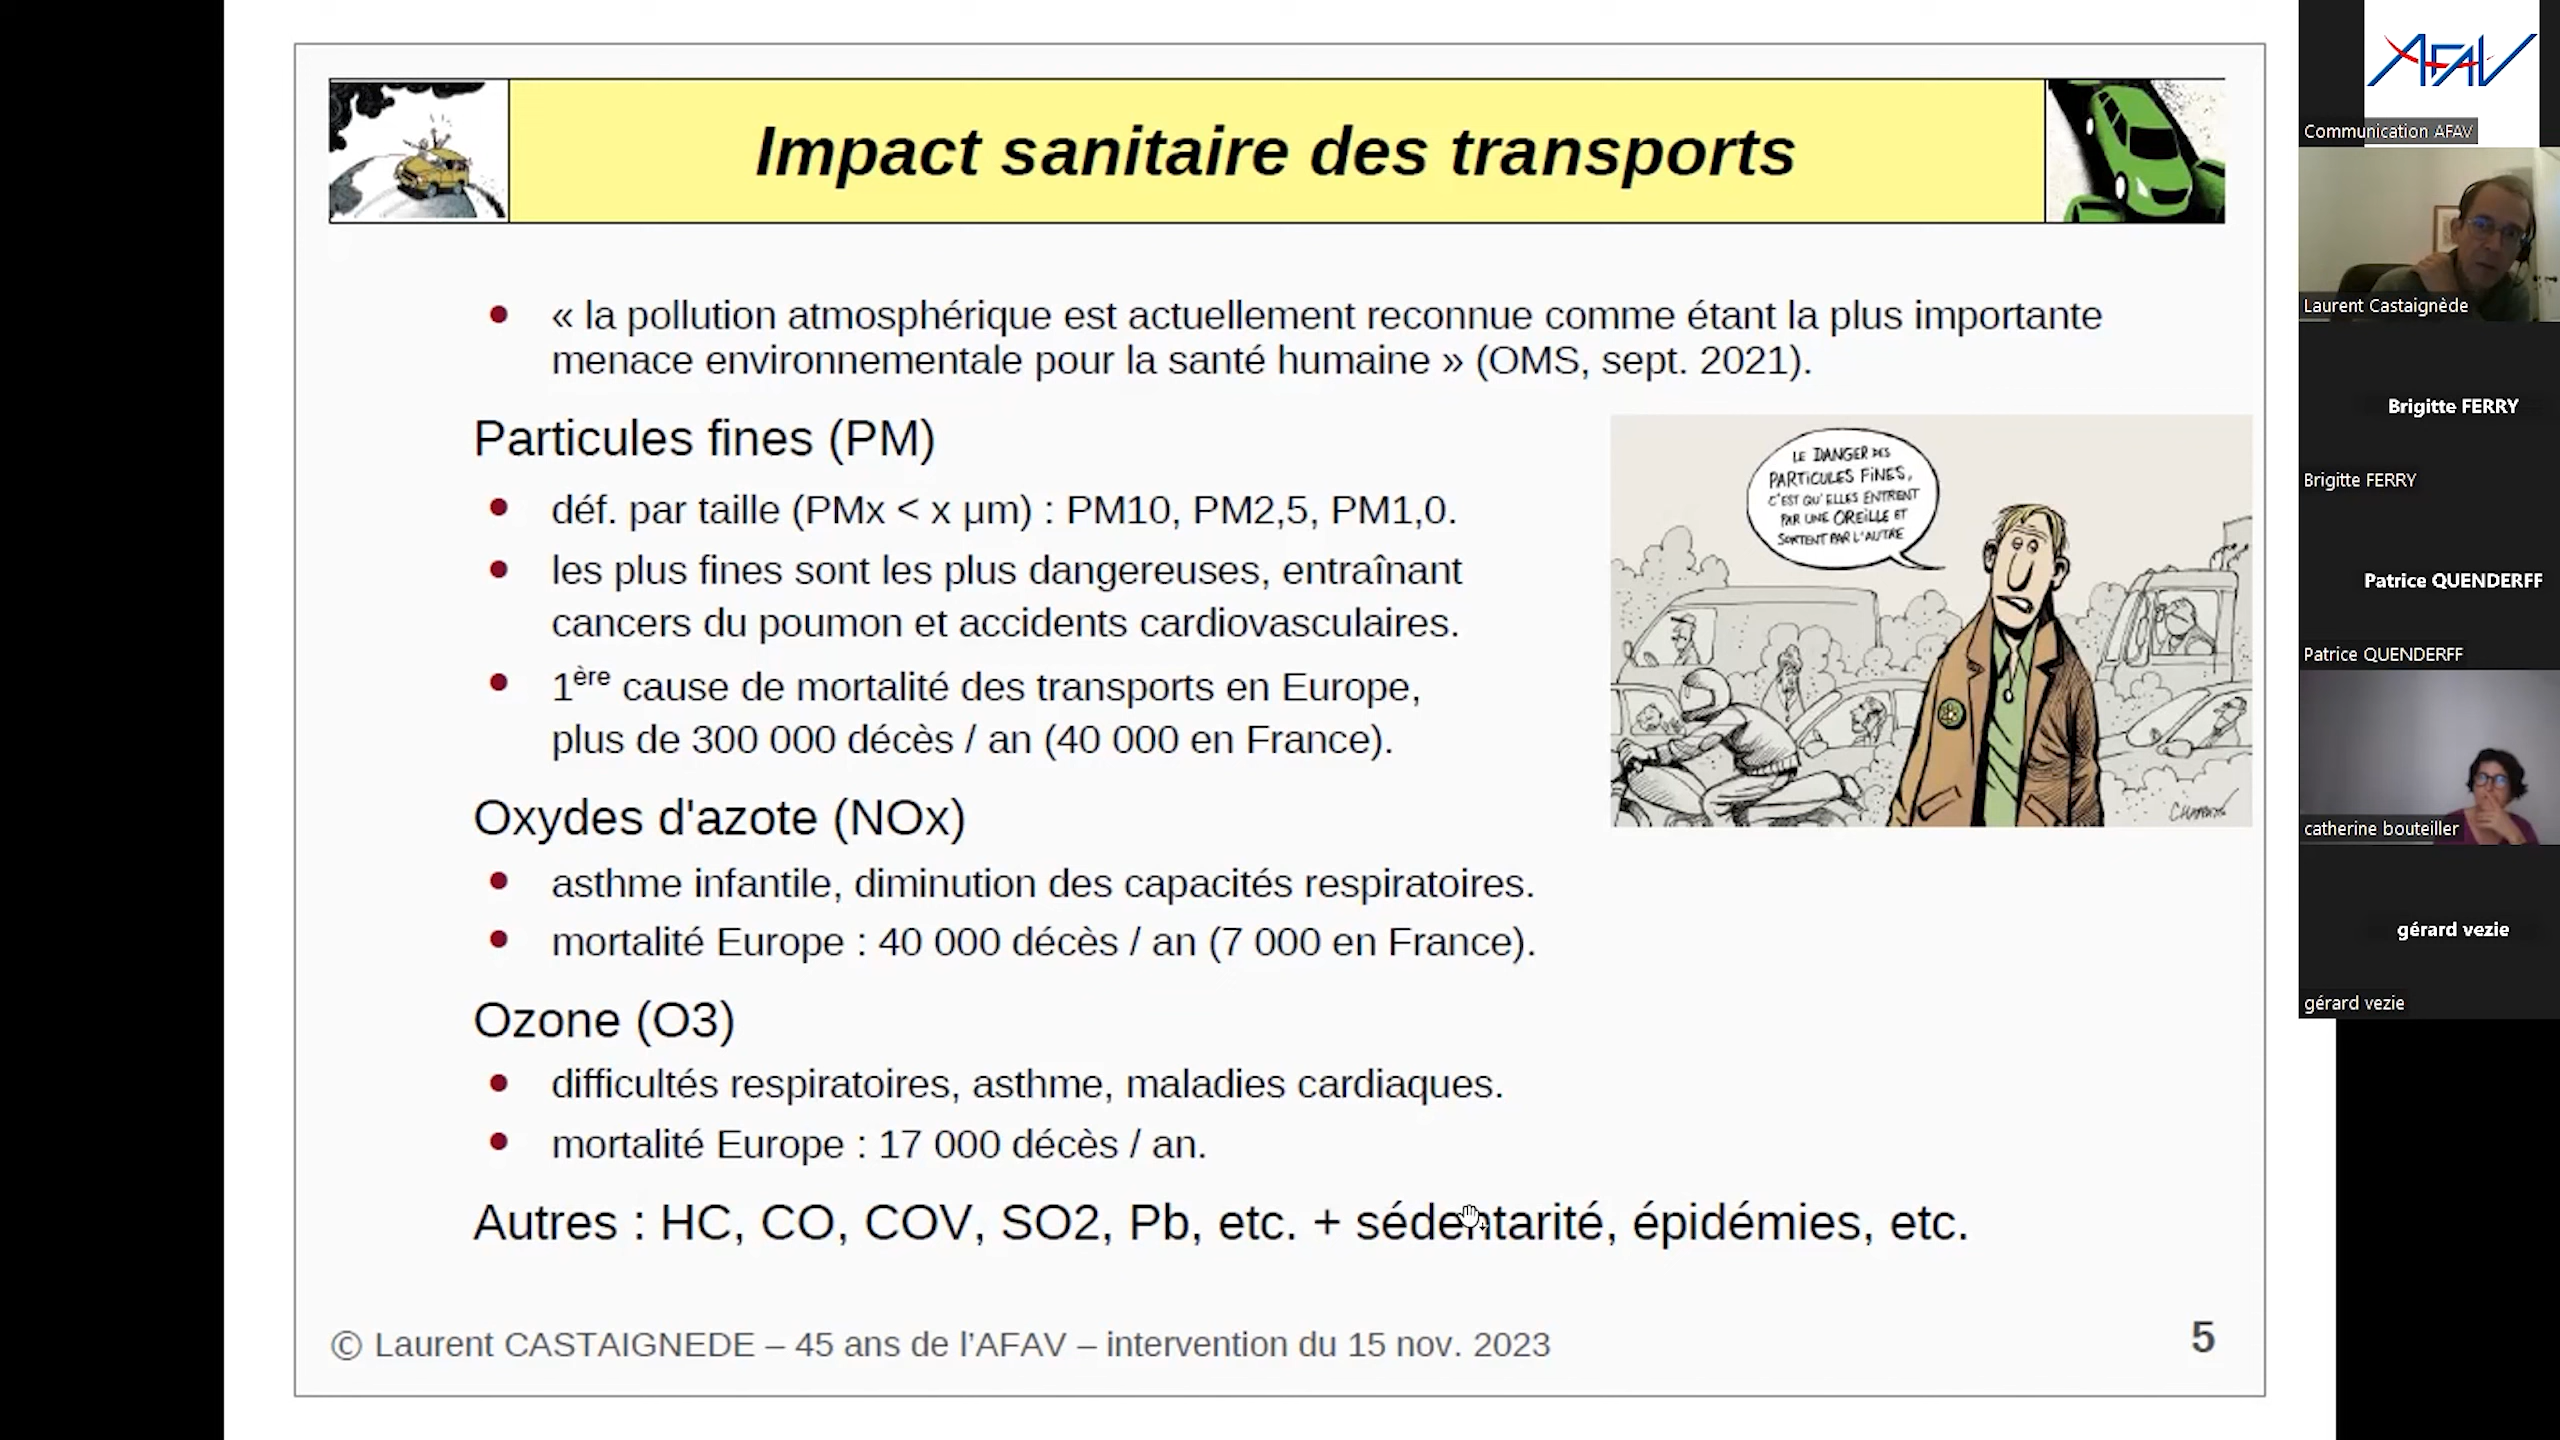 Impact sanitaire des transports
« la pollution atmosphérique est actuellement reconnue comme étant la plus importante
menace environnementale pour la santé humaine » (OMS, sept. 2021).
Particules fines (PM)
déf. par taille (PMx < x µm) : PM10, PM2,5, PM1,0.
les plus fines sont les plus dangereuses, entraînant
cancers du poumon et accidents cardiovasculaires.
1ère cause de mortalité des transports en Europe,
plus de 300 000 décès / an (40 000 en France).
LE DANGER DES
PARTICULES FINES,
C'EST QU'ELLES ENTRENT
PAR UNE OREILLE ET
SORTENT PAR L'AUTRE
Oxydes d'azote (NOx)
asthme infantile, diminution des capacités respiratoires.
mortalité Europe : 40 000 décès / an (7 000 en France).
Ozone (O3)
difficultés respiratoires, asthme, maladies cardiaques.
mortalité Europe : 17 000 décès / an.
Autres : HC, CO, COV, SO2, Pb, etc. + sédentarité, épidémies, etc.
© Laurent CASTAIGNEDE – 45 ans de l’AFAV – intervention du 15 nov. 2023
5
AFAV
Communication AFAV
Laurent Castaignède
Brigitte FERRY
Brigitte FERRY
Patrice QUENDERFF
Patrice QUENDERFF
catherine bouteiller
gérard vezie
gérard vezie